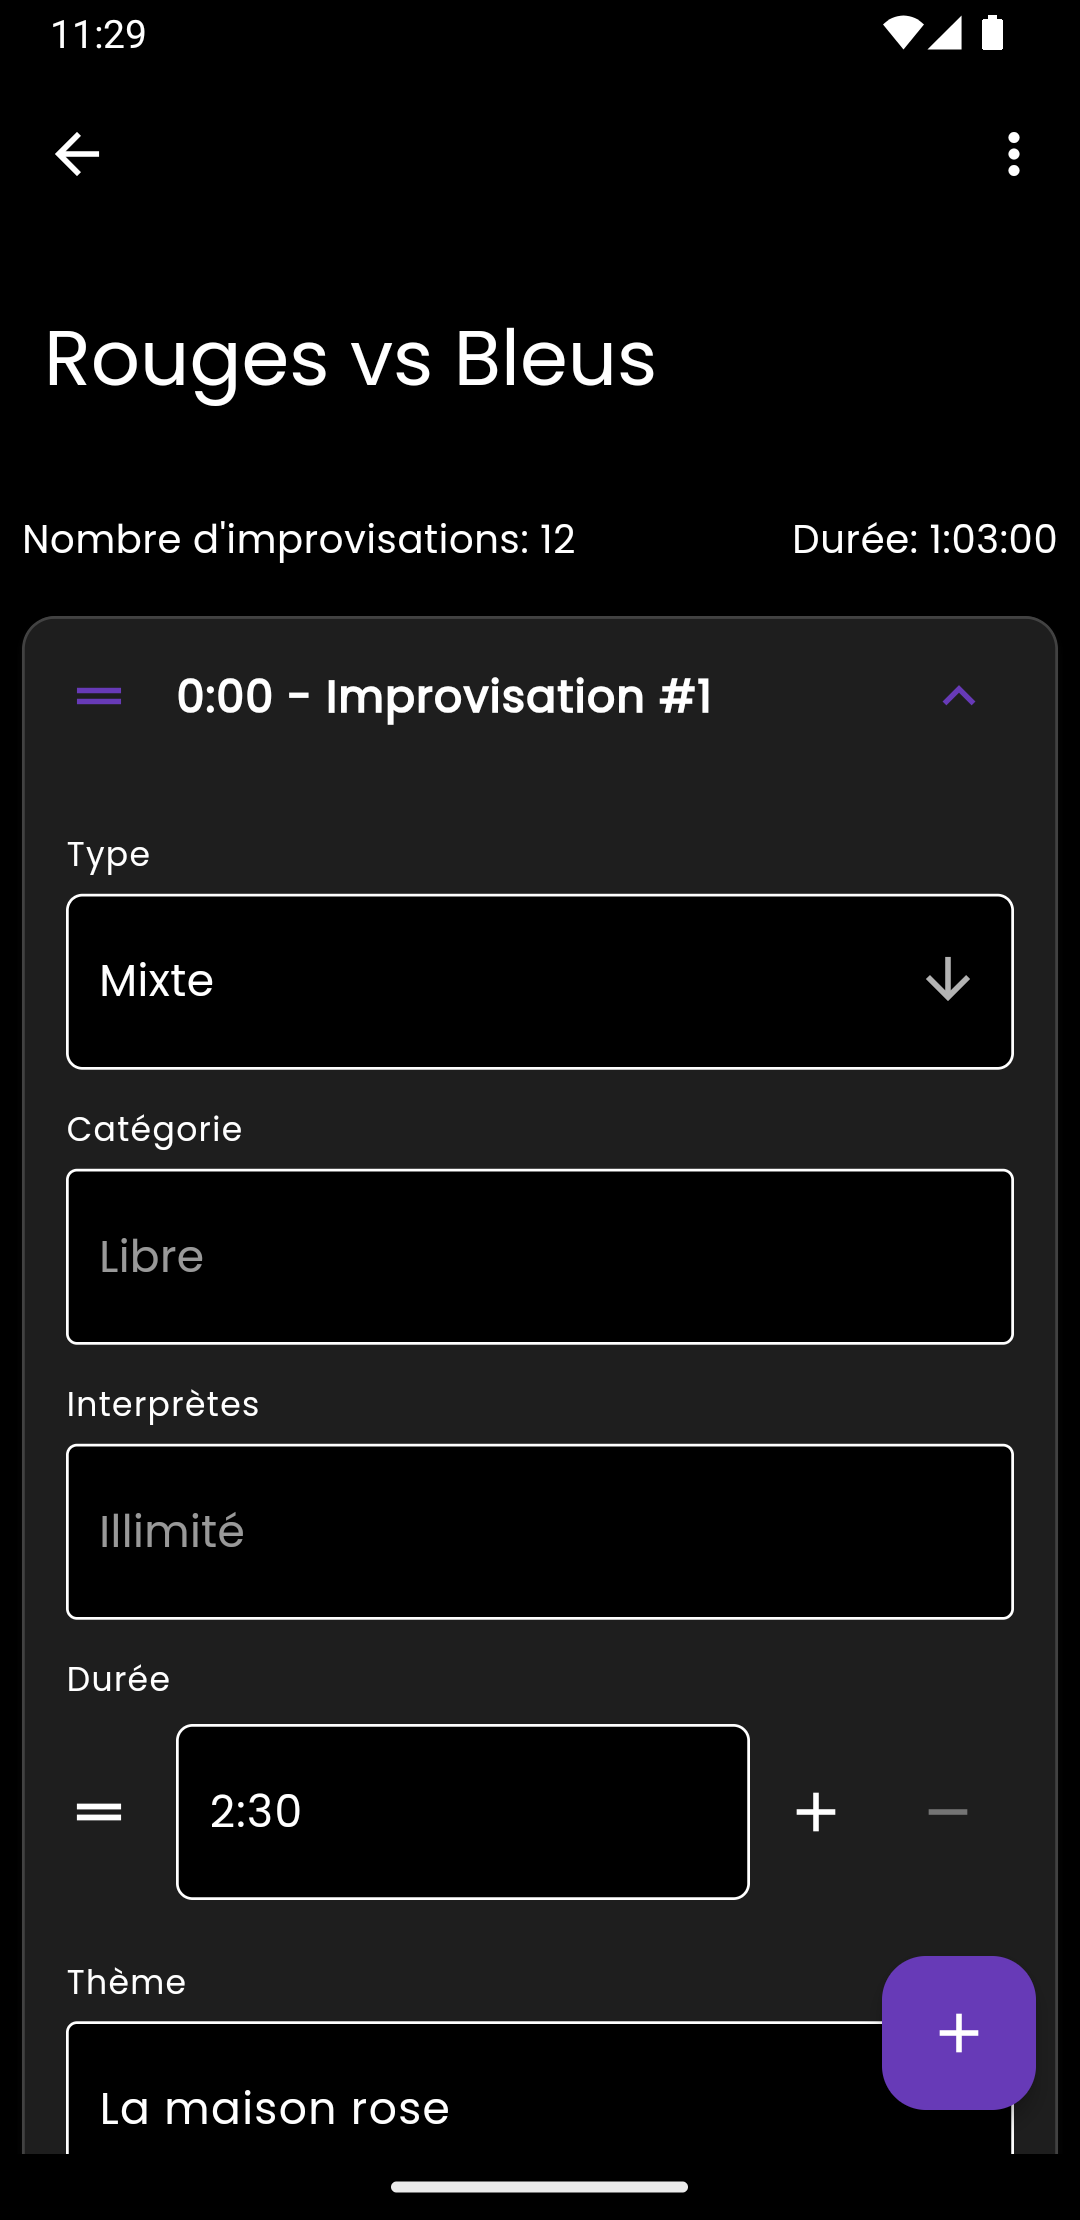 11:29
Rouges vs Bleus
Nombre d'improvisations: 12
Durée: 1:03:00
0:00 - Improvisation #1
Type
Mixte
Catégorie
Libre
Interprètes
Illimité
Durée
2:30
Thème
La maison rose